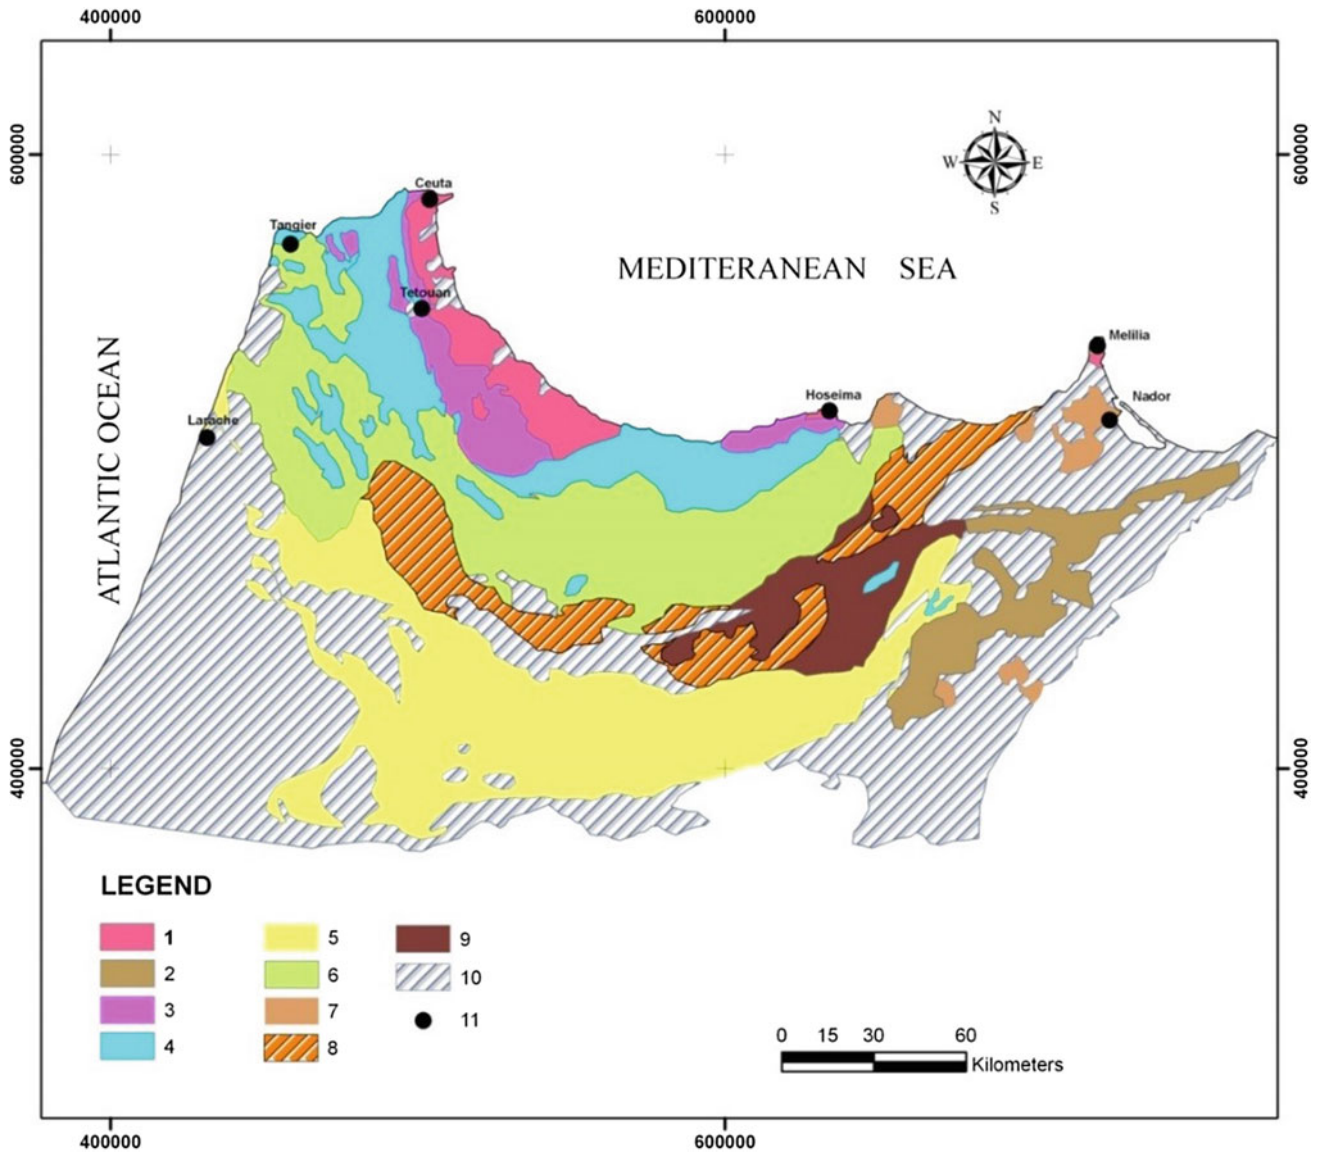 400000 600000
600000 600000
N
W E
S
Ceuta
Tangier
MEDITERANEAN SEA
Tetouan
Melilia
ATLANTIC OCEAN
Hoseima
Nador
Larache
400000 400000
LEGEND
1 5 9
2 6 10
3 7 11
4 8
0 15 30 60
Kilometers
400000 600000